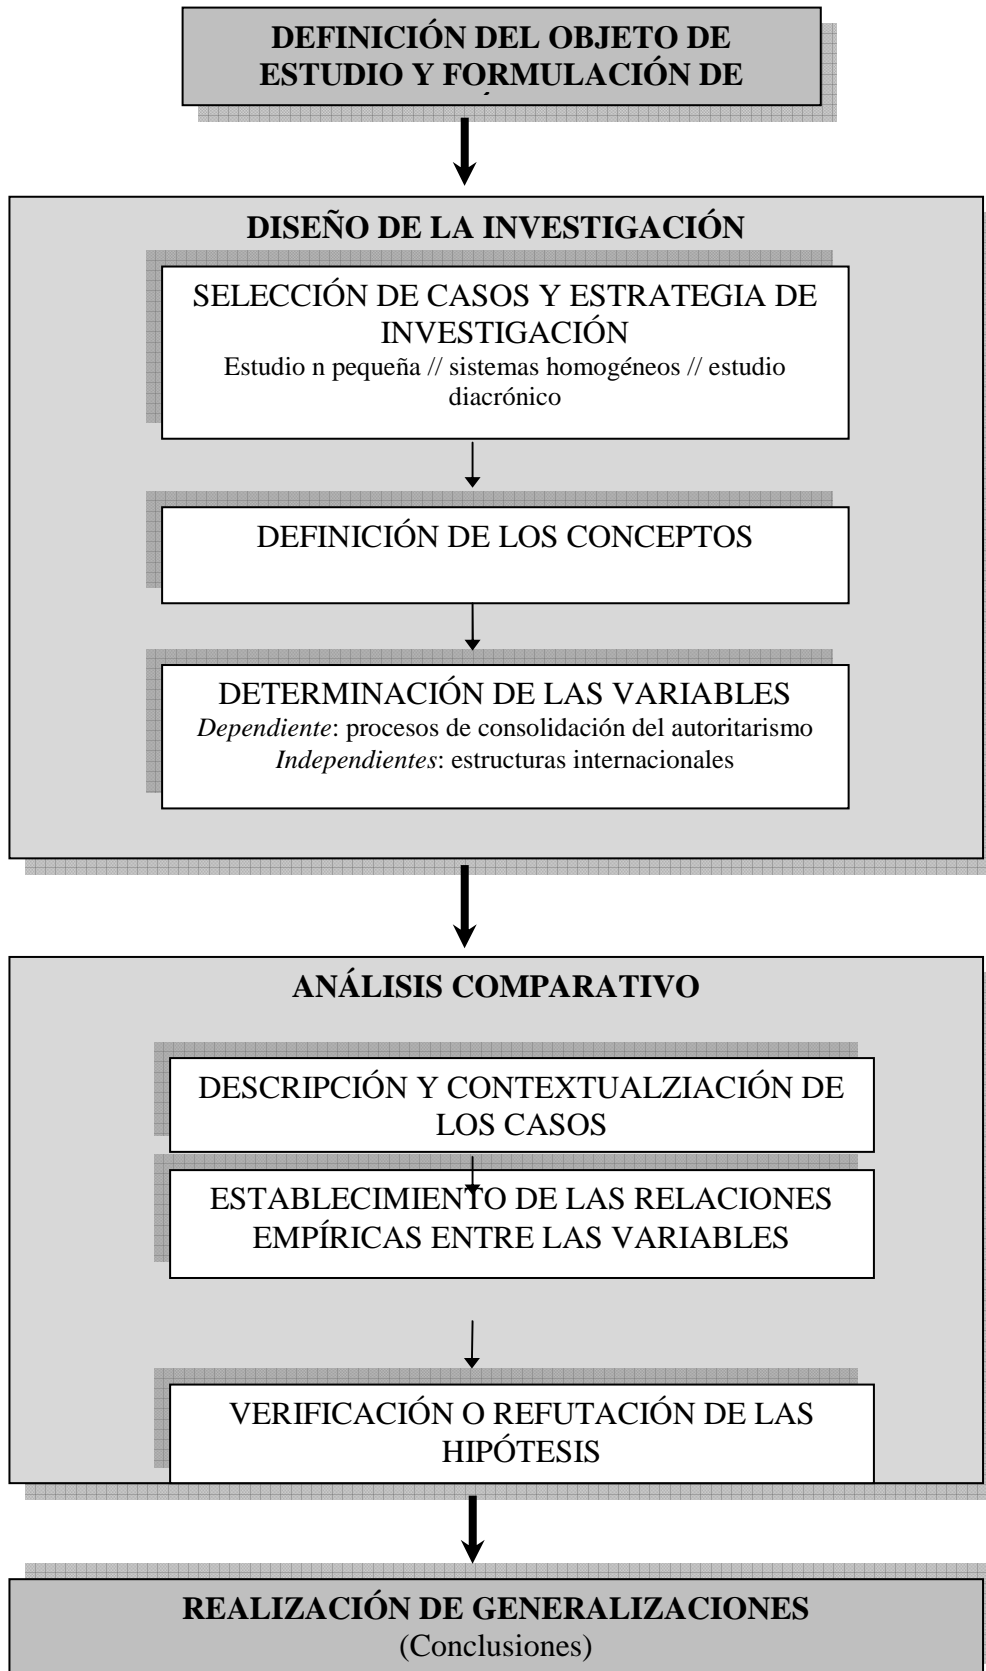 DEFINICIÓN DEL OBJETO DE
ESTUDIO Y FORMULACIÓN DE
DISEÑO DE LA INVESTIGACIÓN
SELECCIÓN DE CASOS Y ESTRATEGIA DE
INVESTIGACIÓN
Estudio n pequeña // sistemas homogéneos // estudio
diacrónico
DEFINICIÓN DE LOS CONCEPTOS
DETERMINACIÓN DE LAS VARIABLES
Dependiente: procesos de consolidación del autoritarismo
Independientes: estructuras internacionales
ANÁLISIS COMPARATIVO
DESCRIPCIÓN Y CONTEXTUALZIACIÓN DE
LOS CASOS
ESTABLECIMIENTO DE LAS RELACIONES
EMPÍRICAS ENTRE LAS VARIABLES
VERIFICACIÓN O REFUTACIÓN DE LAS
HIPÓTESIS
REALIZACIÓN DE GENERALIZACIONES
(Conclusiones)